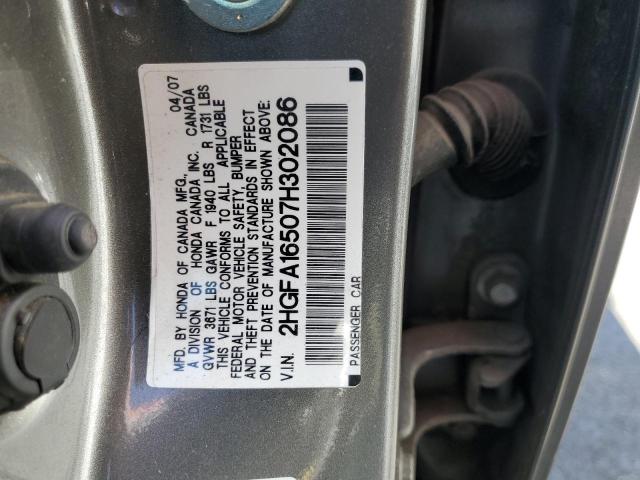 MFD. BY HONDA OF CANADA MFG., 04/07
A DIVISION OF HONDA CANADA INC., CANADA
GVWR 3671 LBS GAWR F 1940 LBS R 1731 LBS
THIS VEHICLE CONFORMS TO ALL APPLICABLE
FEDERAL MOTOR VEHICLE SAFETY, BUMPER
AND THEFT PREVENTION STANDARDS IN EFFECT
ON THE DATE OF MANUFACTURE SHOWN ABOVE.
V.I.N. 2HGFA16507H302086
PASSENGER CAR